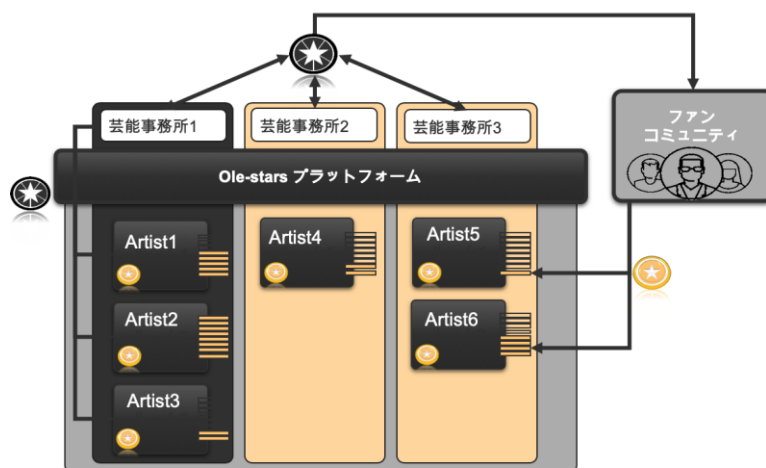 芸能事務所1
芸能事務所2
芸能事務所3
ファン
コミュニティ
Ole-stars プラットフォーム
Artist1
Artist4
Artist5
Artist2
Artist6
Artist3